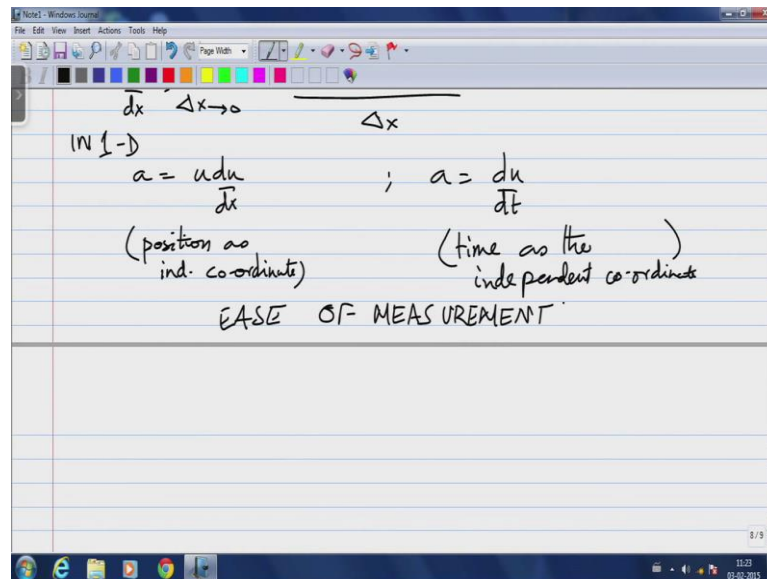 Note1 - Windows Journal
File Edit View Insert Actions Tools Help
Page Width
dx Δx→0
Δx
IN 1-D
a = u du/dx ; a = du/dt
(position as (time as the )
ind. co-ordinate) independent co-ordinate
EASE OF MEASUREMENT
8/9
11:23
03-02-2015